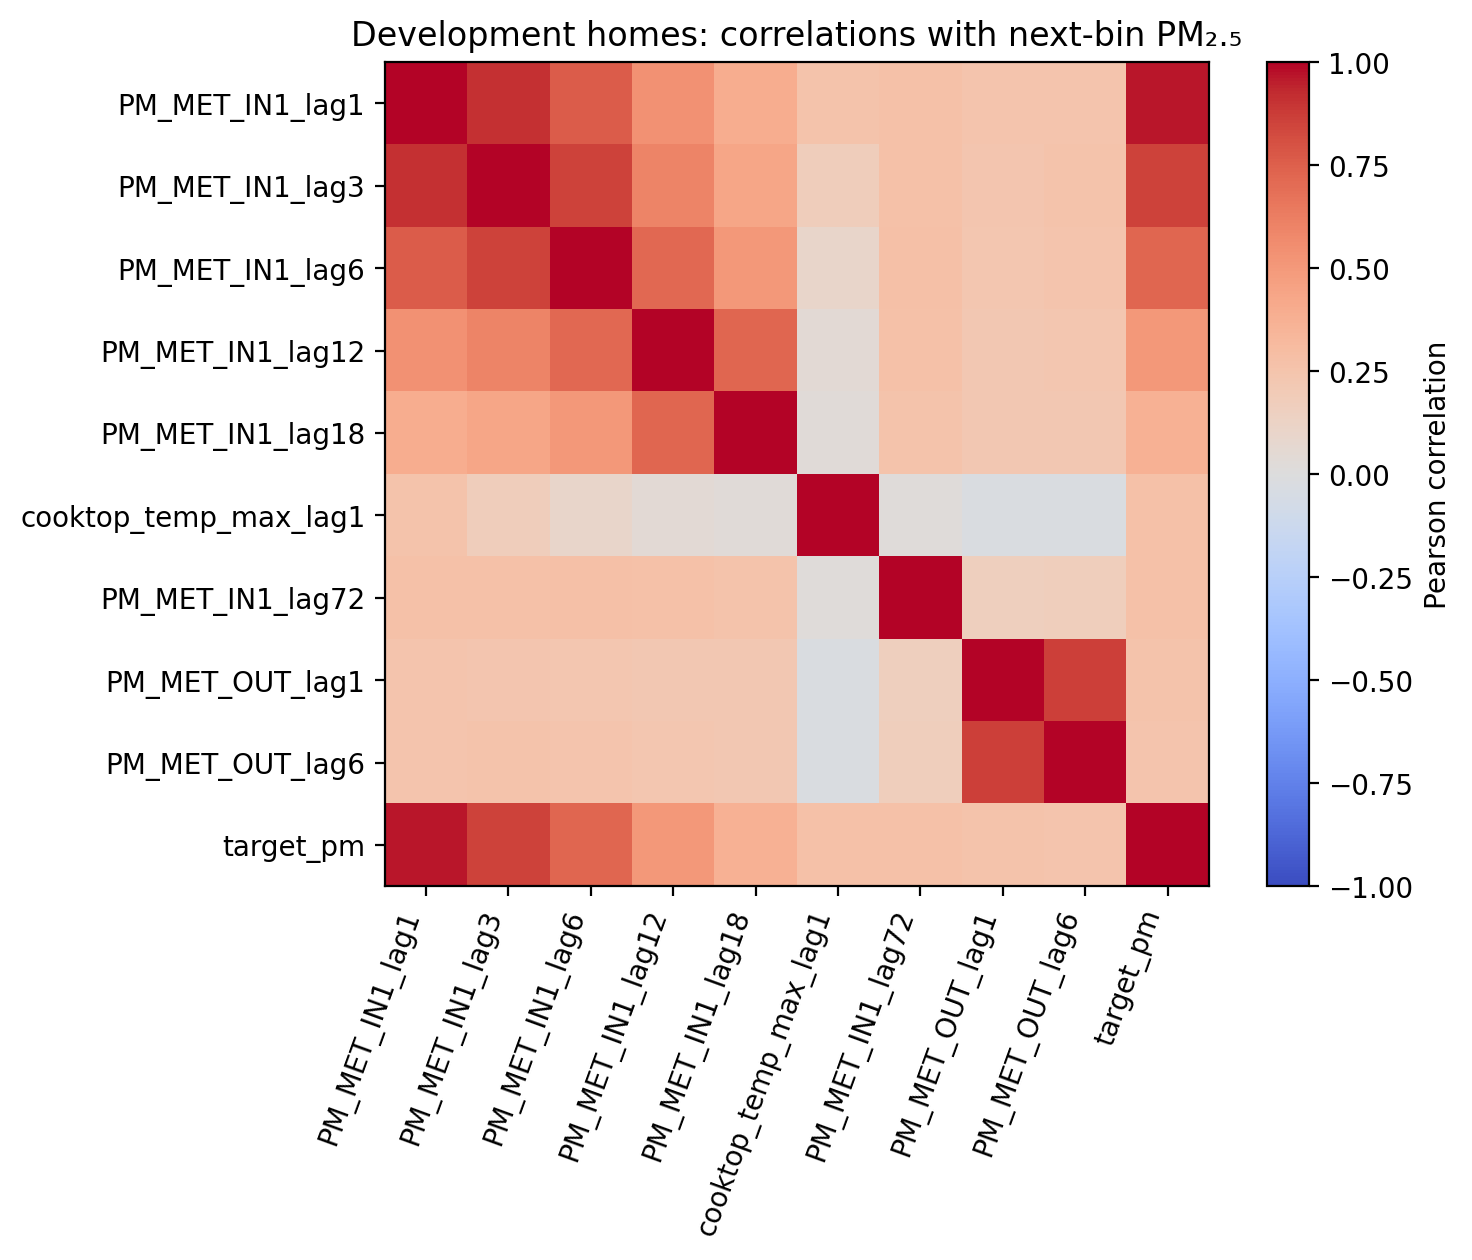 Development homes: correlations with next-bin PM₂.₅
PM_MET_IN1_lag1
PM_MET_IN1_lag3
PM_MET_IN1_lag6
PM_MET_IN1_lag12
PM_MET_IN1_lag18
cooktop_temp_max_lag1
PM_MET_IN1_lag72
PM_MET_OUT_lag1
PM_MET_OUT_lag6
target_pm
PM_MET_IN1_lag1
PM_MET_IN1_lag3
PM_MET_IN1_lag6
PM_MET_IN1_lag12
PM_MET_IN1_lag18
cooktop_temp_max_lag1
PM_MET_IN1_lag72
PM_MET_OUT_lag1
PM_MET_OUT_lag6
target_pm
1.00
0.75
0.50
0.25
0.00
−0.25
−0.50
−0.75
−1.00
Pearson correlation